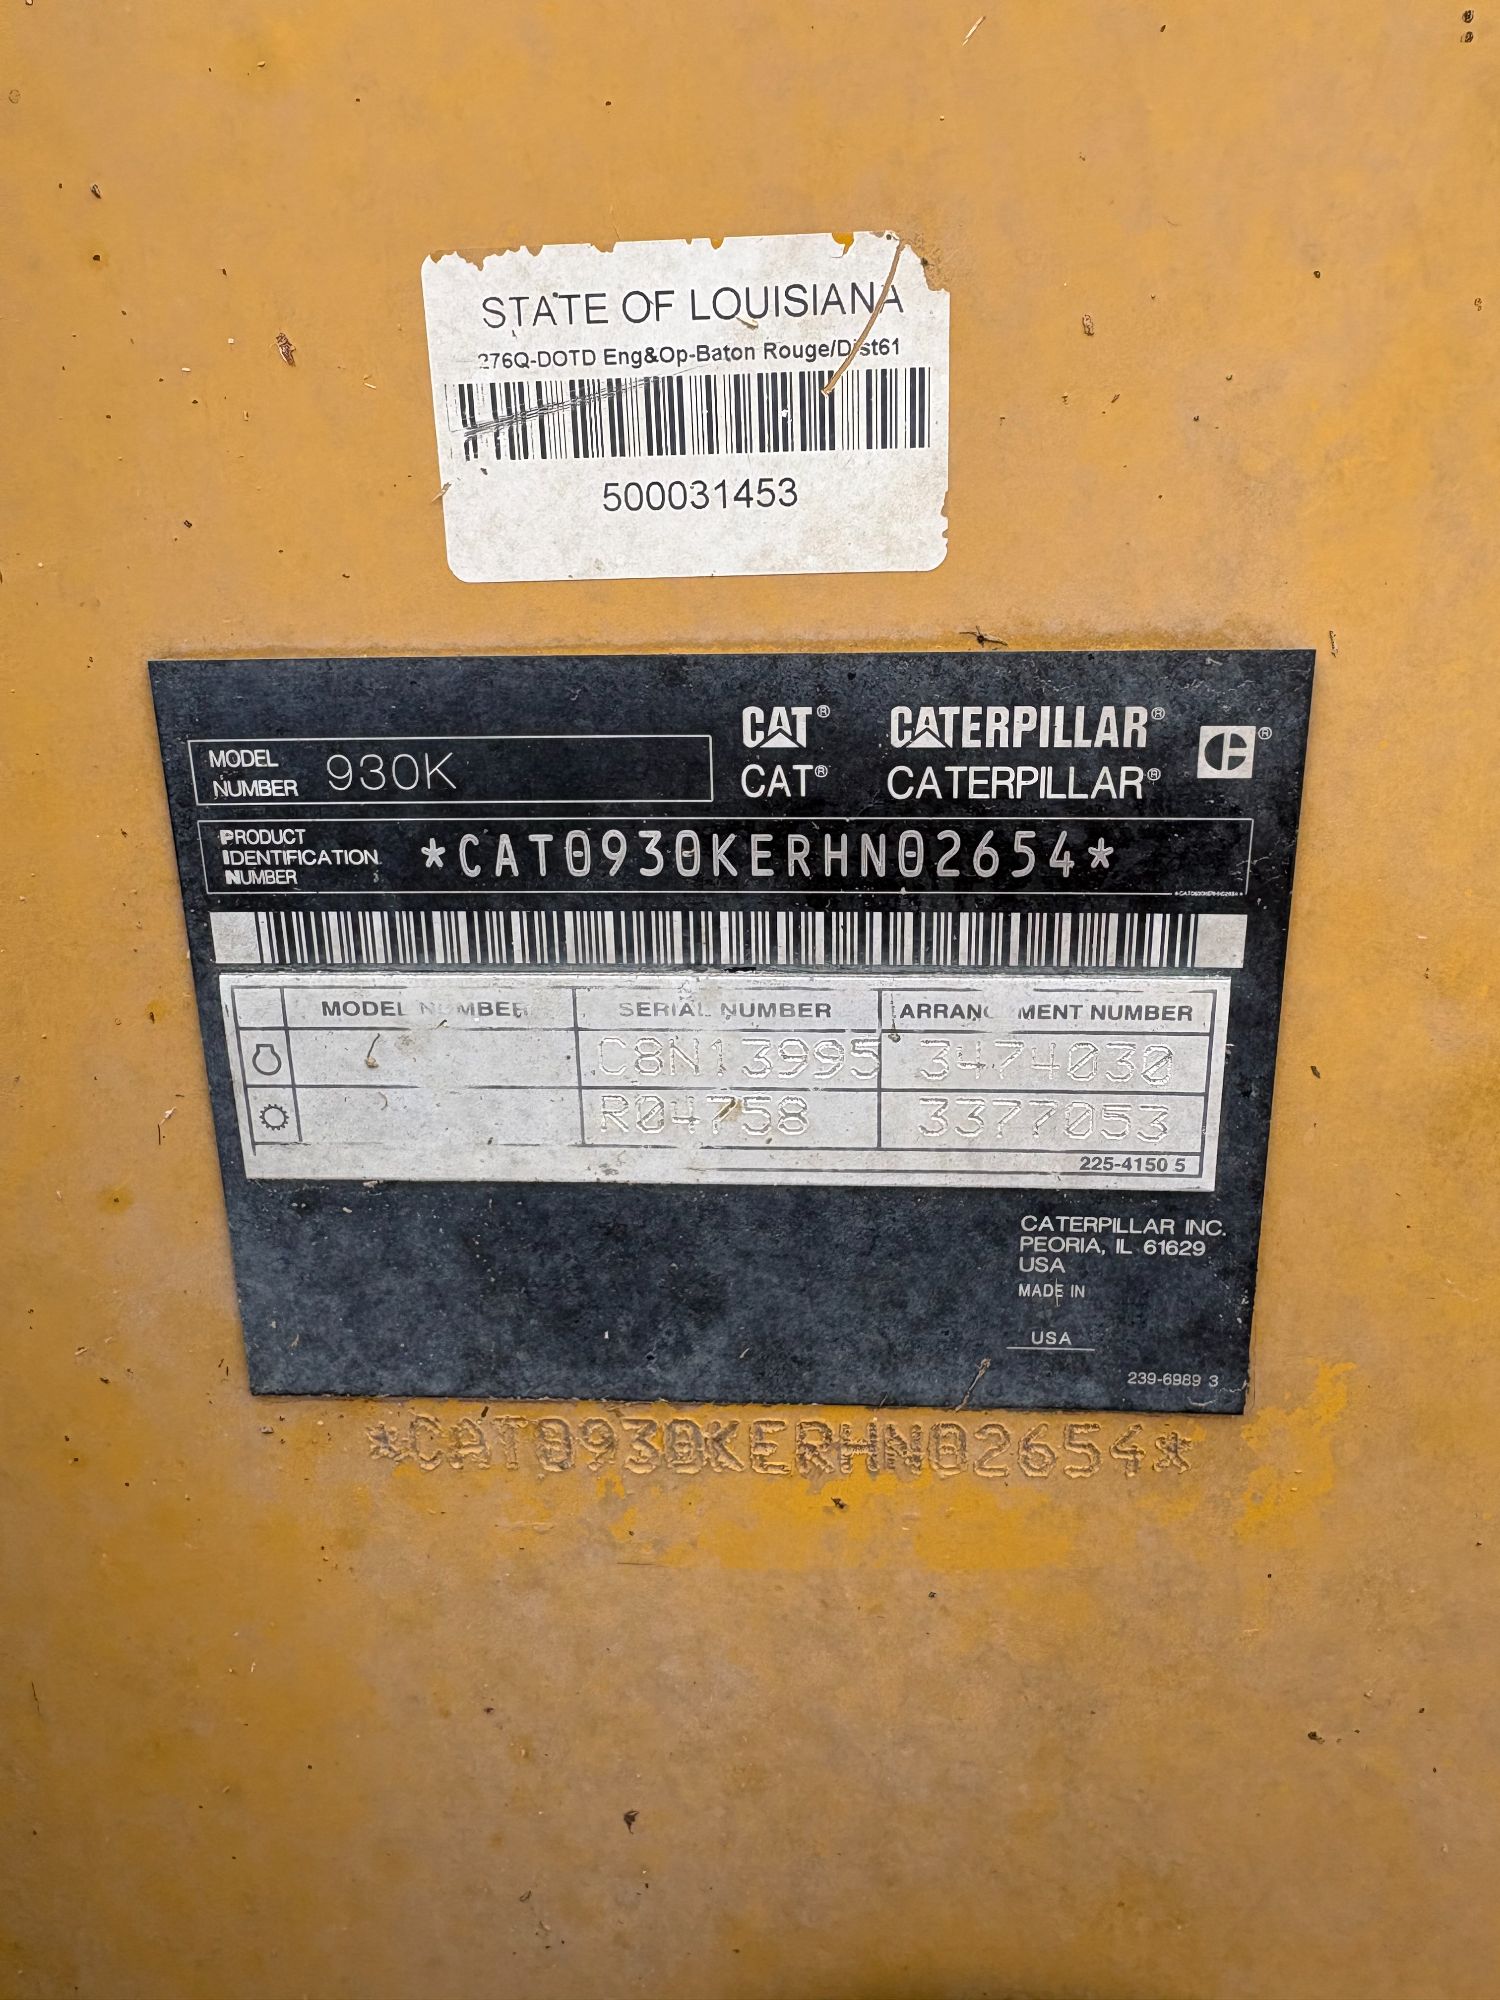 STATE OF LOUISIANA
276Q-DOTD Eng&Op-Baton Rouge/Dist61
500031453
CAT® CATERPILLAR® ®
CAT® CATERPILLAR®
MODEL NUMBER 930K
PRODUCT IDENTIFICATION NUMBER *CAT0930KERHN02654*
MODEL NUMBER SERIAL NUMBER ARRANGEMENT NUMBER
C8N13995 3474030
R04758 3377053
225-4150 5
CATERPILLAR INC.
PEORIA, IL 61629
USA
MADE IN
USA
239-6989 3
*CAT0930KERHN02654*